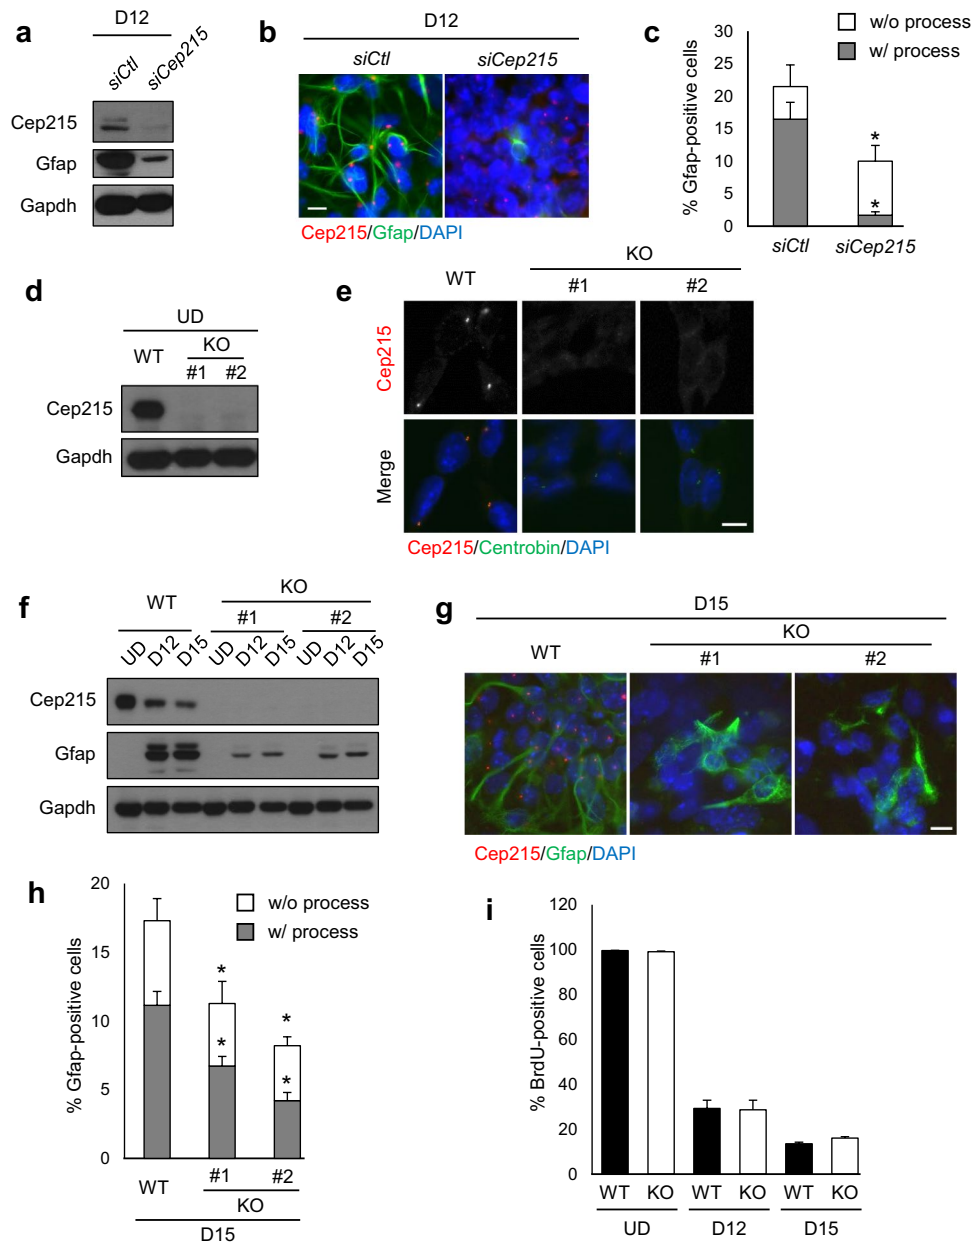 a
D12
siCtl
siCep215
Cep215
Gfap
Gapdh
b
D12
siCtl
siCep215
Cep215/Gfap/DAPI
c
w/o process
w/ process
% Gfap-positive cells
30
25
20
15
10
5
0
*
*
siCtl
siCep215
d
UD
WT
KO
#1
#2
Cep215
Gapdh
e
WT
KO
#1
#2
Cep215
Merge
Cep215/Centrobin/DAPI
f
WT
KO
#1
#2
UD
D12
D15
UD
D12
D15
UD
D12
D15
Cep215
Gfap
Gapdh
g
D15
WT
KO
#1
#2
Cep215/Gfap/DAPI
h
w/o process
w/ process
% Gfap-positive cells
20
15
10
5
0
*
*
*
*
WT
#1
#2
KO
D15
i
% BrdU-positive cells
120
100
80
60
40
20
0
WT
KO
WT
KO
WT
KO
UD
D12
D15